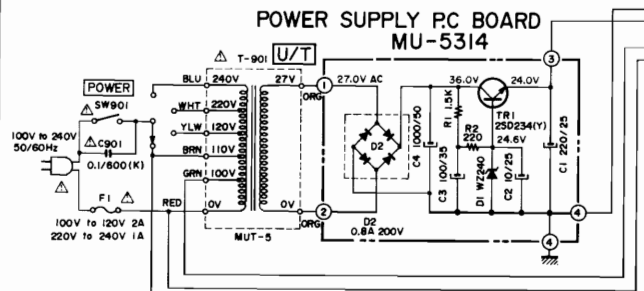 POWER SUPPLY P.C BOARD
MU-5314
T-901 U/T
POWER
SW901
100V to 240V
50/60Hz
C901
0.1/600(K)
F1
100V to 120V 2A
220V to 240V 1A
BLU
WHT
YLW
BRN
GRN
RED
240V
220V
120V
110V
100V
0V
27V
0V
MUT-5
ORG
ORG
1
2
27.0V AC
D2
D2
0.8A 200V
C4 1000/50
36.0V
24.0V
R1 1.5K
TR1
2SD234(Y)
R2
220
24.6V
C3 100/35
D1 WZ240
C2 10/25
C1 220/25
3
4
4